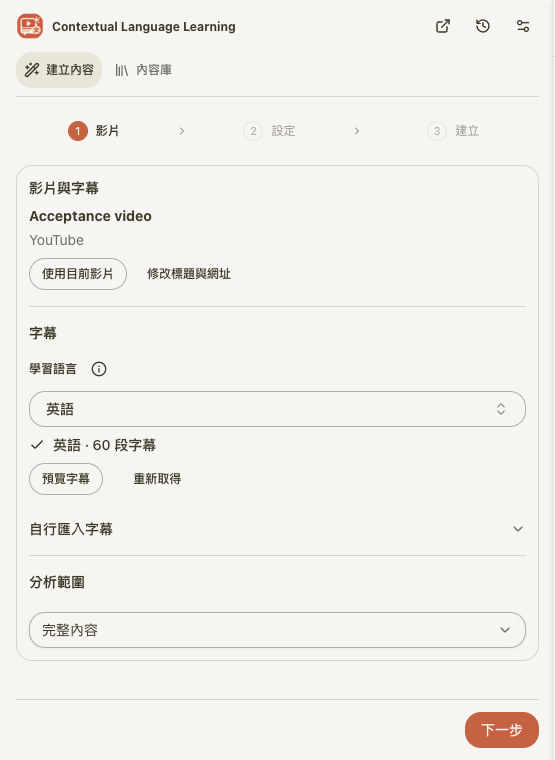 Contextual Language Learning
建立內容 內容庫
1 影片 2 設定 3 建立
影片與字幕
Acceptance video
YouTube
使用目前影片 修改標題與網址
字幕
學習語言
英語
英語 · 60 段字幕
預覽字幕 重新取得
自行匯入字幕
分析範圍
完整內容
下一步